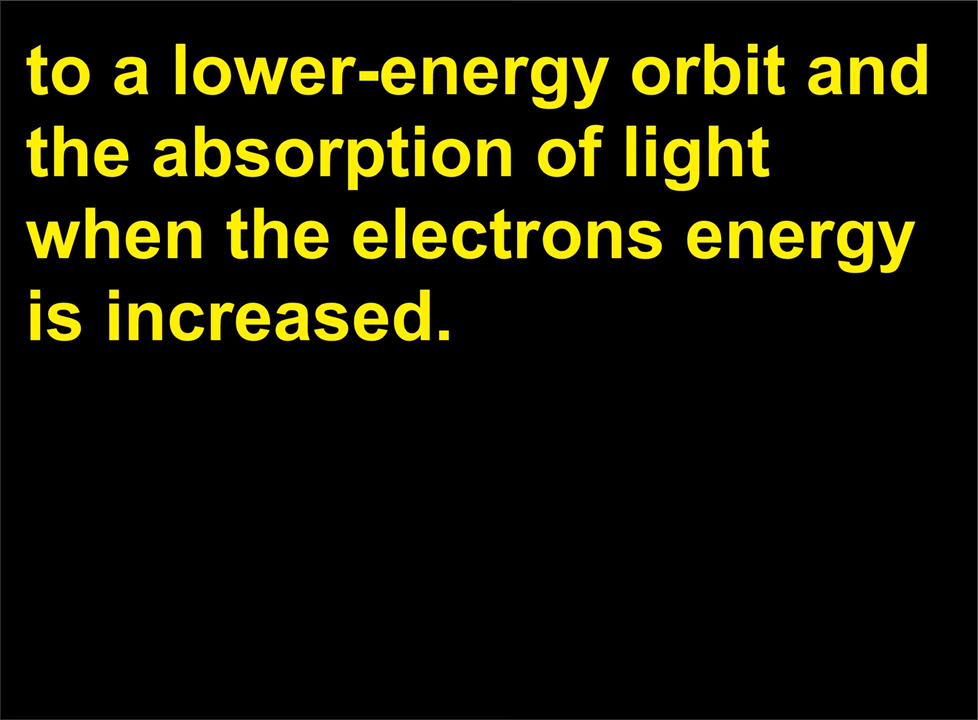 to a lower-energy orbit and
the absorption of light
when the electrons energy
is increased.